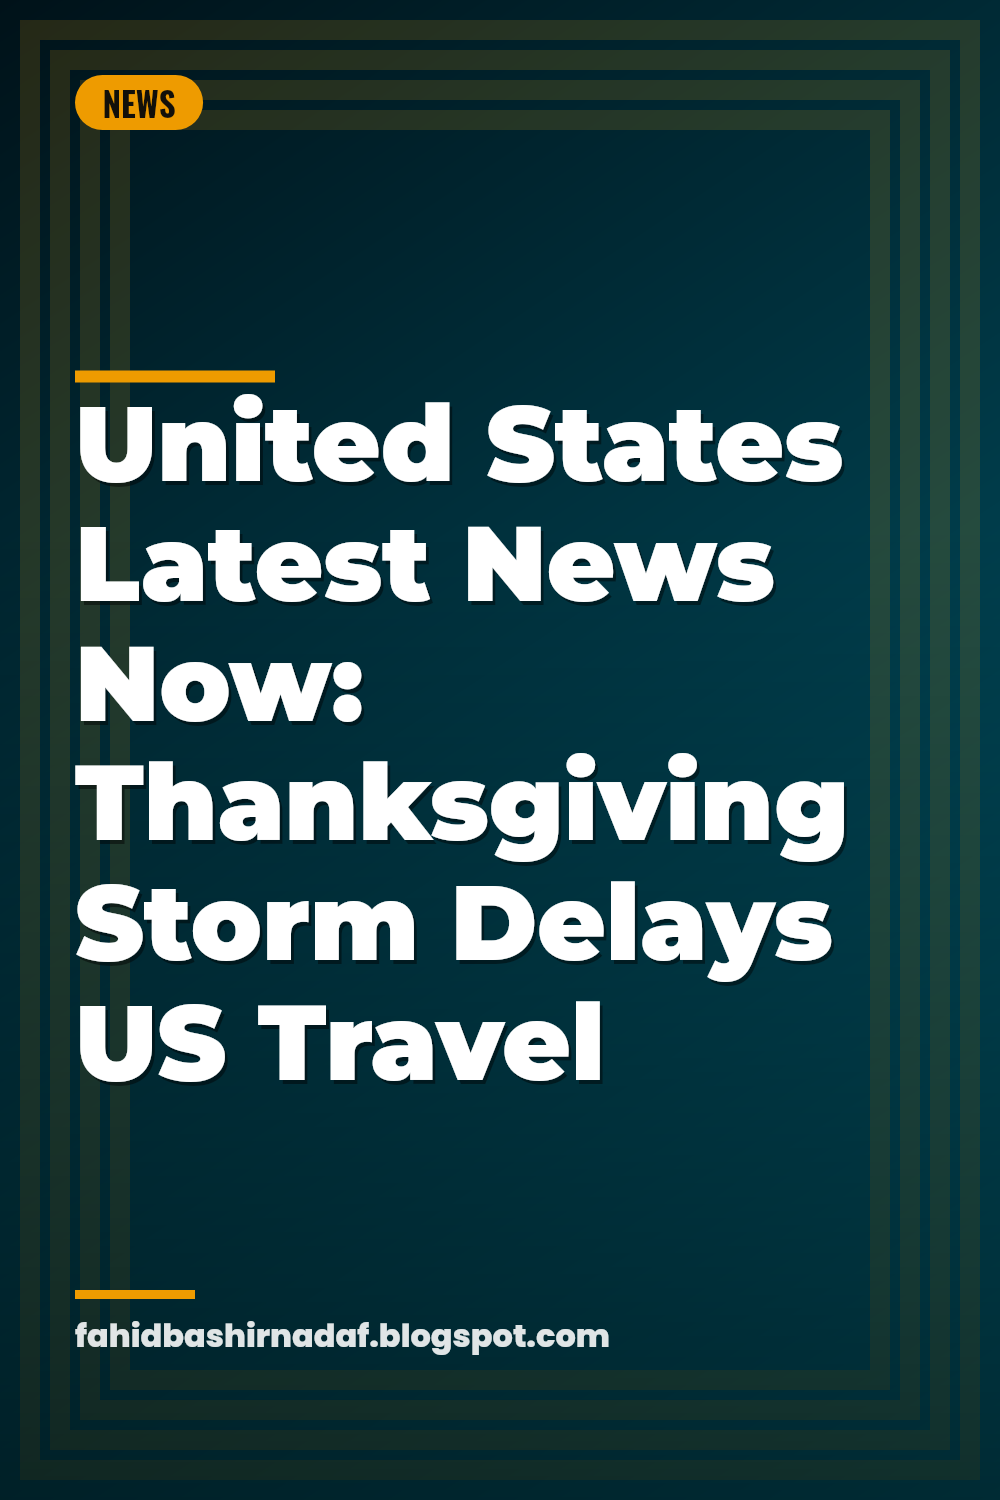 NEWS
United States
Latest News
Now:
Thanksgiving
Storm Delays
US Travel
fahidbashirnadaf.blogspot.com